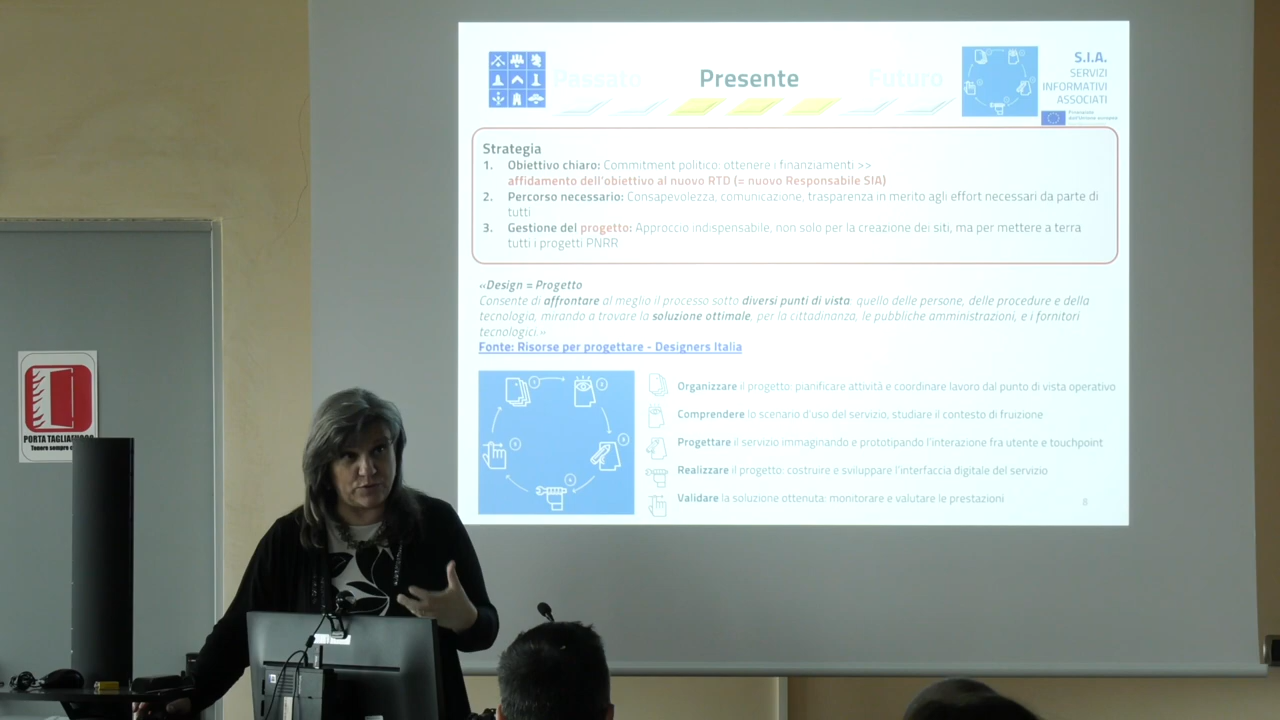 Passato
Presente
Futuro
S.I.A.
SERVIZI
INFORMATIVI
ASSOCIATI
Strategia
1. Obiettivo chiaro: Commitment politico: ottenere i finanziamenti >>
affidamento dell'obiettivo al nuovo RTD (= nuovo Responsabile SIA)
2. Percorso necessario: Consapevolezza, comunicazione, trasparenza in merito agli effort necessari da parte di
tutti
3. Gestione del progetto: Approccio indispensabile, non solo per la creazione dei siti, ma per mettere a terra
tutti i progetti PNRR
«Design = Progetto
Consente di affrontare al meglio il processo sotto diversi punti di vista: quello delle persone, delle procedure e della
tecnologia, mirando a trovare la soluzione ottimale, per la cittadinanza, le pubbliche amministrazioni, e i fornitori
tecnologici.»
Fonte: Risorse per progettare - Designers Italia
Organizzare il progetto: pianificare attività e coordinare lavoro dal punto di vista operativo
Comprendere lo scenario d'uso del servizio, studiare il contesto di fruizione
Progettare il servizio immaginando e prototipando l'interazione fra utente e touchpoint
Realizzare il progetto: costruire e sviluppare l'interfaccia digitale del servizio
Validare la soluzione ottenuta: monitorare e valutare le prestazioni
8
PORTA TAGLIAFUOCO
Tenere sempre